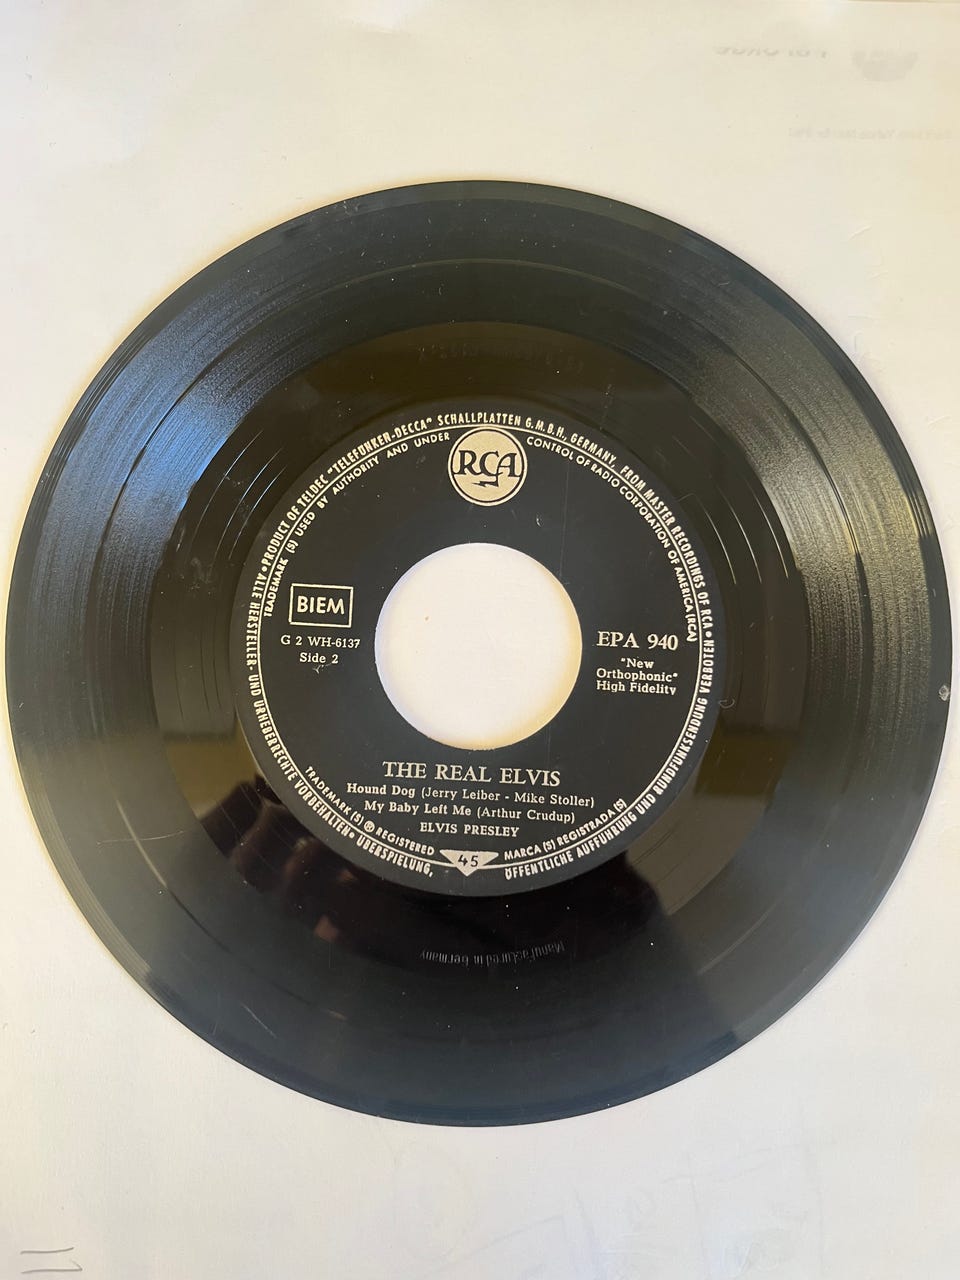 PRODUCT OF TELDEC "TELEFUNKEN-DECCA" SCHALLPLATTEN G.M.B.H., GERMANY, FROM MASTER RECORDINGS OF RCA •
TRADEMARK (S) USED BY AUTHORITY AND UNDER CONTROL OF RADIO CORPORATION OF AMERICA (RCA)
RCA
BIEM
G 2 WH-6137
Side 2
EPA 940
"New
Orthophonic"
High Fidelity
THE REAL ELVIS
Hound Dog (Jerry Leiber - Mike Stoller)
My Baby Left Me (Arthur Crudup)
ELVIS PRESLEY
TRADEMARK (S) ® REGISTERED
MARCA (S) REGISTRADA (S)
45
• ALLE HERSTELLER- UND URHEBERRECHTE VORBEHALTEN • ÜBERSPIELUNG, ÖFFENTLICHE AUFFÜHRUNG UND RUNDFUNKSENDUNG VERBOTEN
Manufactured in Germany